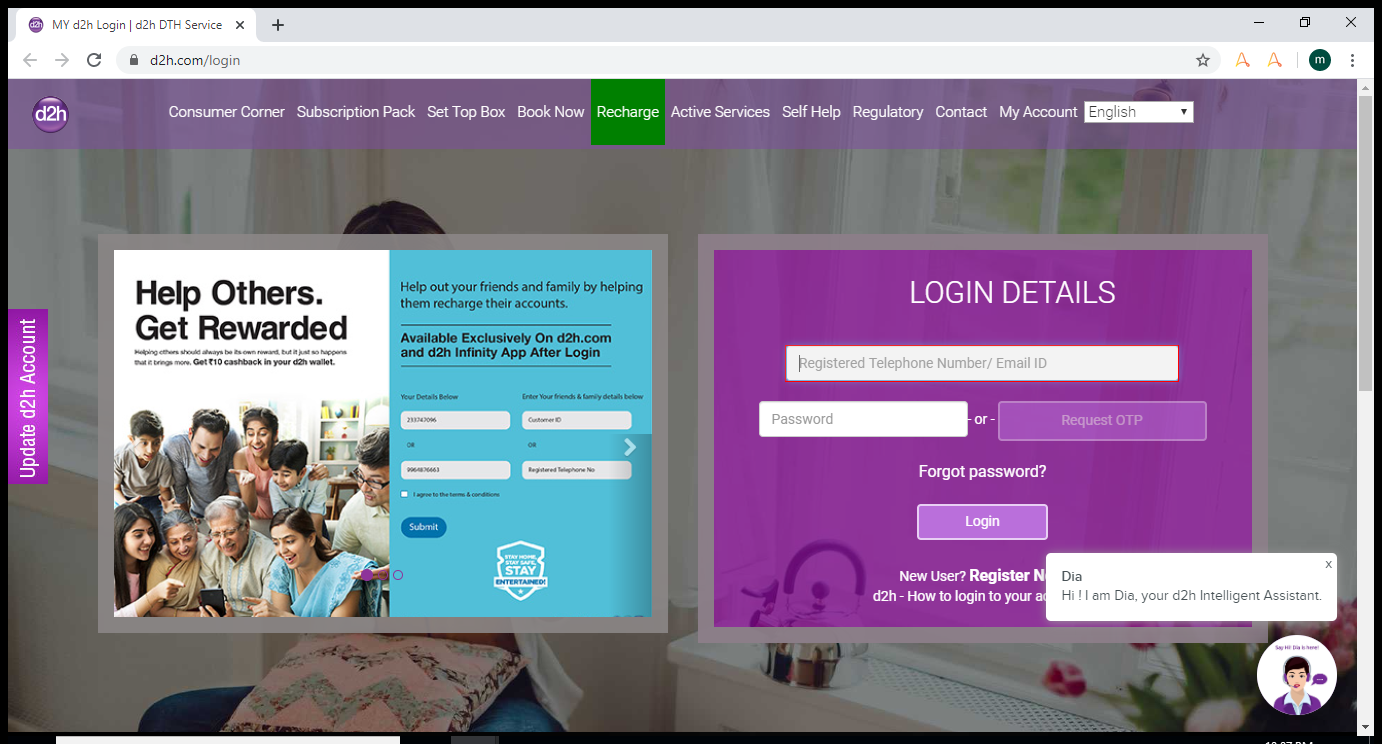 MY d2h Login | d2h DTH Service
d2h.com/login
m
d2h
Consumer Corner Subscription Pack Set Top Box Book Now Recharge Active Services Self Help Regulatory Contact My Account English
Update d2h Account
Help Others.
Get Rewarded
Helping others should always be its own reward, but it just so happens
that it brings more. Get ₹10 cashback in your d2h wallet.
Help out your friends and family by helping
them recharge their accounts.
Available Exclusively On d2h.com
and d2h Infinity App After Login
Your Details Below Enter Your friends & family details below
233747096 Customer ID
OR OR
9964876663 Registered Telephone No
I agree to the terms & conditions
Submit
STAY HOME,
STAY SAFE,
STAY
ENTERTAINED!
LOGIN DETAILS
Registered Telephone Number/ Email ID
Password - or - Request OTP
Forgot password?
Login
New User? Register N
d2h - How to login to your ac
Dia x
Hi ! I am Dia, your d2h Intelligent Assistant.
Say Hi! Dia is here!